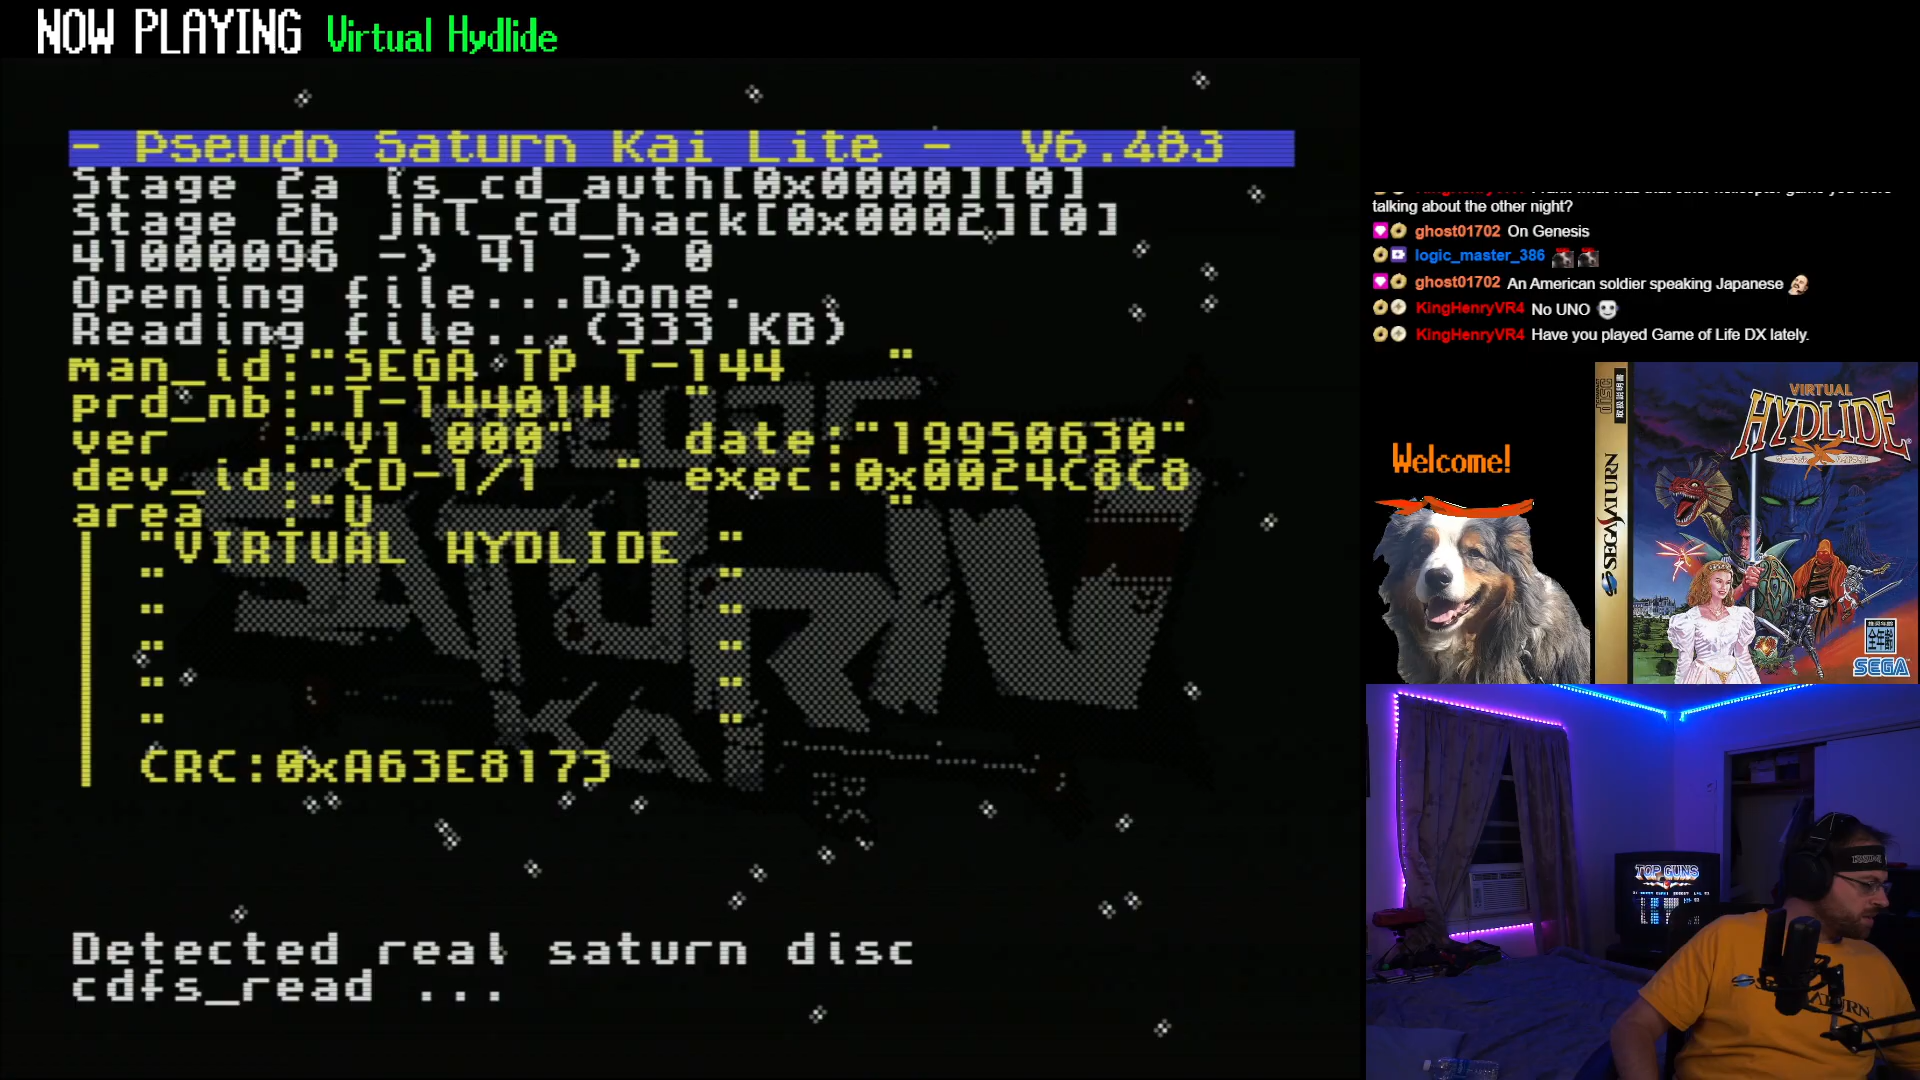 NOW PLAYING Virtual Hydlide
- Pseudo Saturn Kai Lite - V6.483
Stage 2a is_cd_auth[0x0000][0]
Stage 2b jhl_cd_hack[0x0002][0]
41000096 -> 41 -> 0
Opening file...Done.
Reading file...(333 KB)
man_id:"SEGA TP T-144 "
prd_nb:"T-14401H "
ver :"V1.000" date:"19950630"
dev_id:"CD-1/1 " exec:0x0024C8C8
area :"U "
"VIRTUAL HYDLIDE "
" "
" "
" "
" "
" "
CRC:0xA63E8173
Detected real saturn disc
cdfs_read ...
talking about the other night?
ghost01702 On Genesis
logic_master_386
ghost01702 An American soldier speaking Japanese
KingHenryVR4 No UNO
KingHenryVR4 Have you played Game of Life DX lately.
Welcome!
SEGA SATURN
VIRTUAL
HYDLIDE
SEGA
TOP GUNS